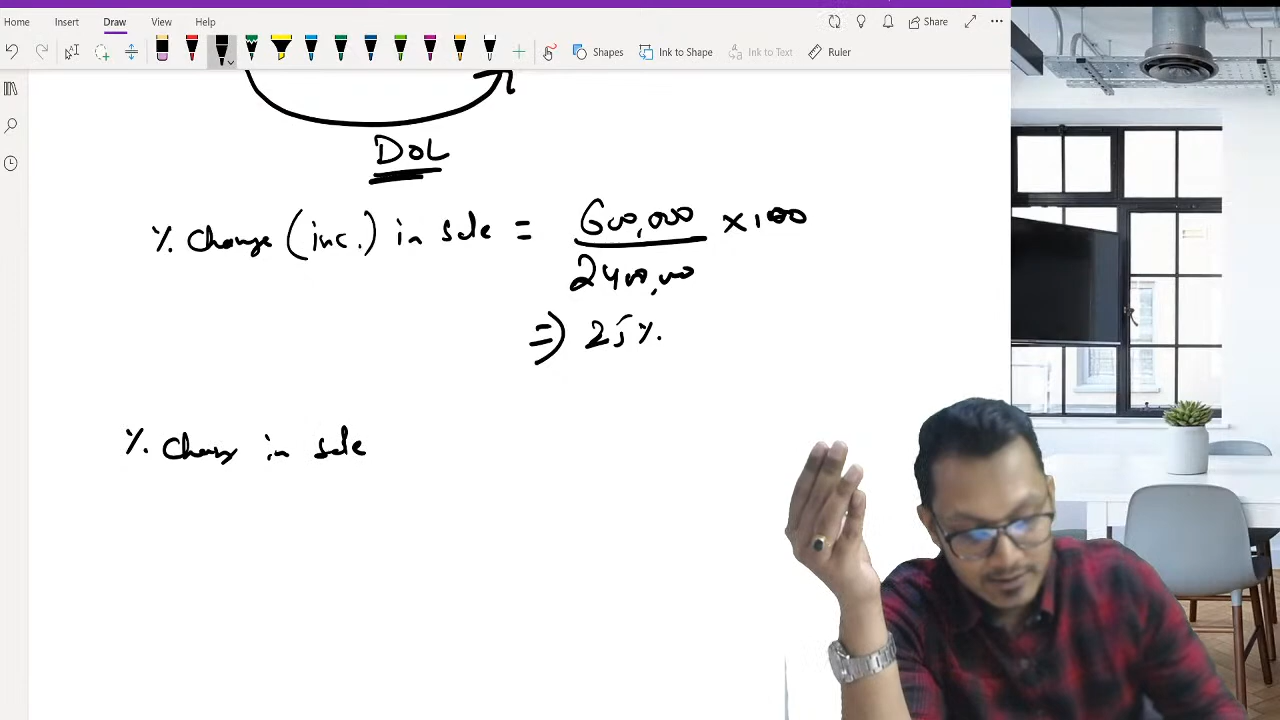 Home Insert Draw View Help Share
Shapes Ink to Shape Ink to Text Ruler
DOL
% Change (inc.) in sale = 600,000 × 100
2400,000
⇒ 25%.
% Change in sale